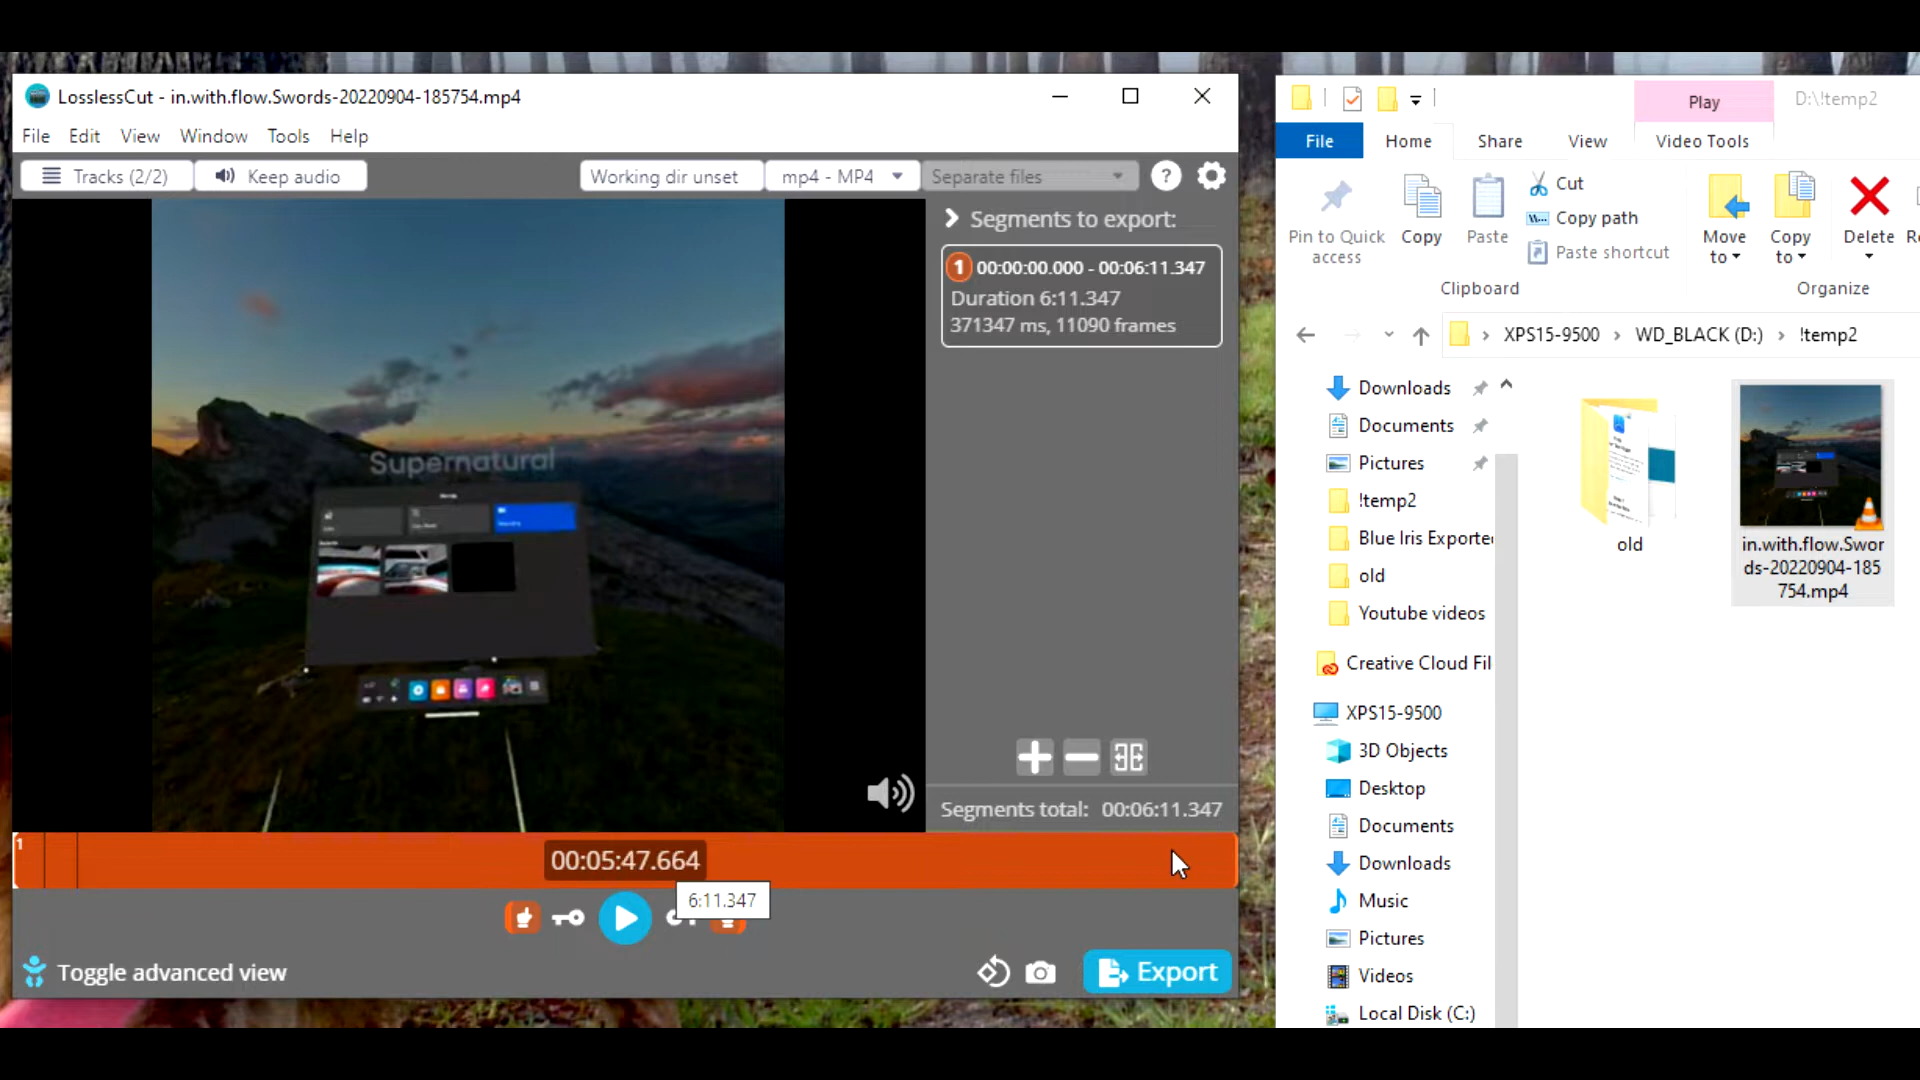 LosslessCut - in.with.flow.Swords-20220904-185754.mp4
File Edit View Window Tools Help
Tracks (2/2) Keep audio Working dir unset mp4 - MP4 Separate files ?
Segments to export:
1 00:00:00.000 - 00:06:11.347
Duration 6:11.347
371347 ms, 11090 frames
Supernatural
Segments total: 00:06:11.347
1
00:05:47.664
6:11.347
Toggle advanced view
Export
Play D:\!temp2
File Home Share View Video Tools
Pin to Quick access
Copy
Paste
Cut
Copy path
Paste shortcut
Move to
Copy to
Delete
Clipboard
Organize
XPS15-9500 WD_BLACK (D:) !temp2
Downloads
Documents
Pictures
!temp2
Blue Iris Exporte
old
Youtube videos
Creative Cloud Fil
XPS15-9500
3D Objects
Desktop
Documents
Downloads
Music
Pictures
Videos
Local Disk (C:)
old
in.with.flow.Swor
ds-20220904-185
754.mp4